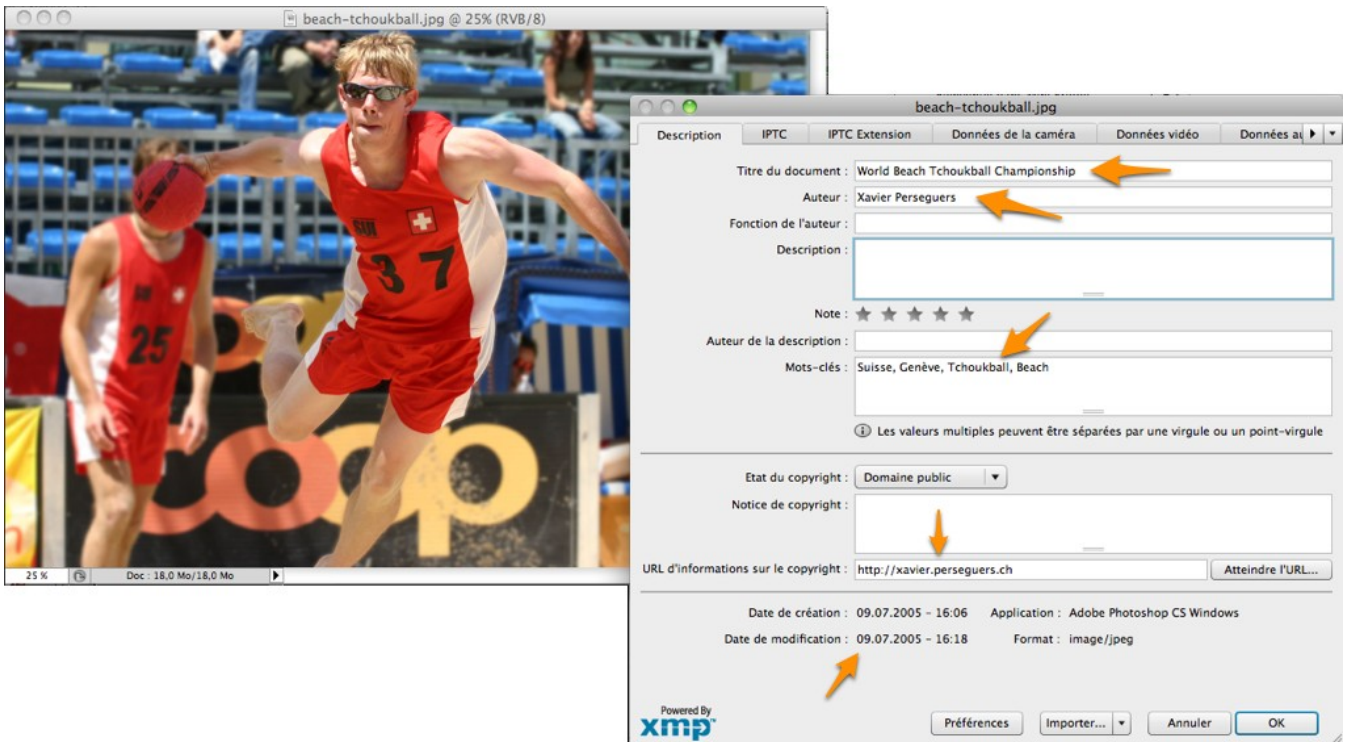 beach-tchoukball.jpg @ 25% (RVB/8)
SUI
37
SUI
25
coop
25 %
Doc : 18,0 Mo/18,0 Mo
beach-tchoukball.jpg
Description IPTC IPTC Extension Données de la caméra Données vidéo Données au
Titre du document : World Beach Tchoukball Championship
Auteur : Xavier Perseguers
Fonction de l'auteur :
Description :
Note :
Auteur de la description :
Mots-clés : Suisse, Genève, Tchoukball, Beach
Les valeurs multiples peuvent être séparées par une virgule ou un point-virgule
Etat du copyright : Domaine public
Notice de copyright :
URL d'informations sur le copyright : http://xavier.perseguers.ch Atteindre l'URL...
Date de création : 09.07.2005 - 16:06 Application : Adobe Photoshop CS Windows
Date de modification : 09.07.2005 - 16:18 Format : image/jpeg
Powered By
xmp™
Préférences Importer... Annuler OK